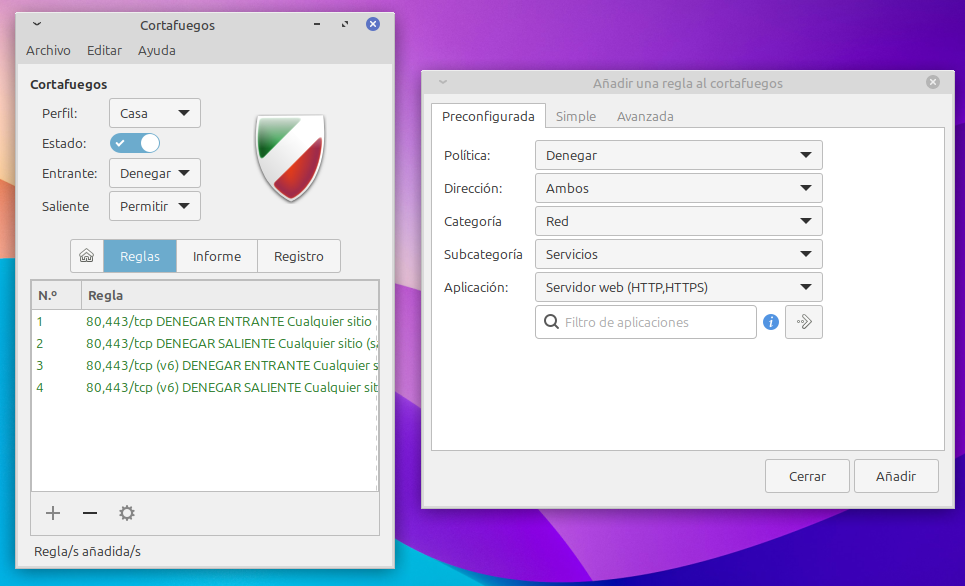 Cortafuegos
Archivo Editar Ayuda
Cortafuegos
Perfil: Casa
Estado:
Entrante: Denegar
Saliente Permitir
Reglas Informe Registro
N.º Regla
1 80,443/tcp DENEGAR ENTRANTE Cualquier sitio
2 80,443/tcp DENEGAR SALIENTE Cualquier sitio (s
3 80,443/tcp (v6) DENEGAR ENTRANTE Cualquier s
4 80,443/tcp (v6) DENEGAR SALIENTE Cualquier sit
Regla/s añadida/s
Añadir una regla al cortafuegos
Preconfigurada Simple Avanzada
Política: Denegar
Dirección: Ambos
Categoría Red
Subcategoría Servicios
Aplicación: Servidor web (HTTP,HTTPS)
Filtro de aplicaciones
Cerrar Añadir